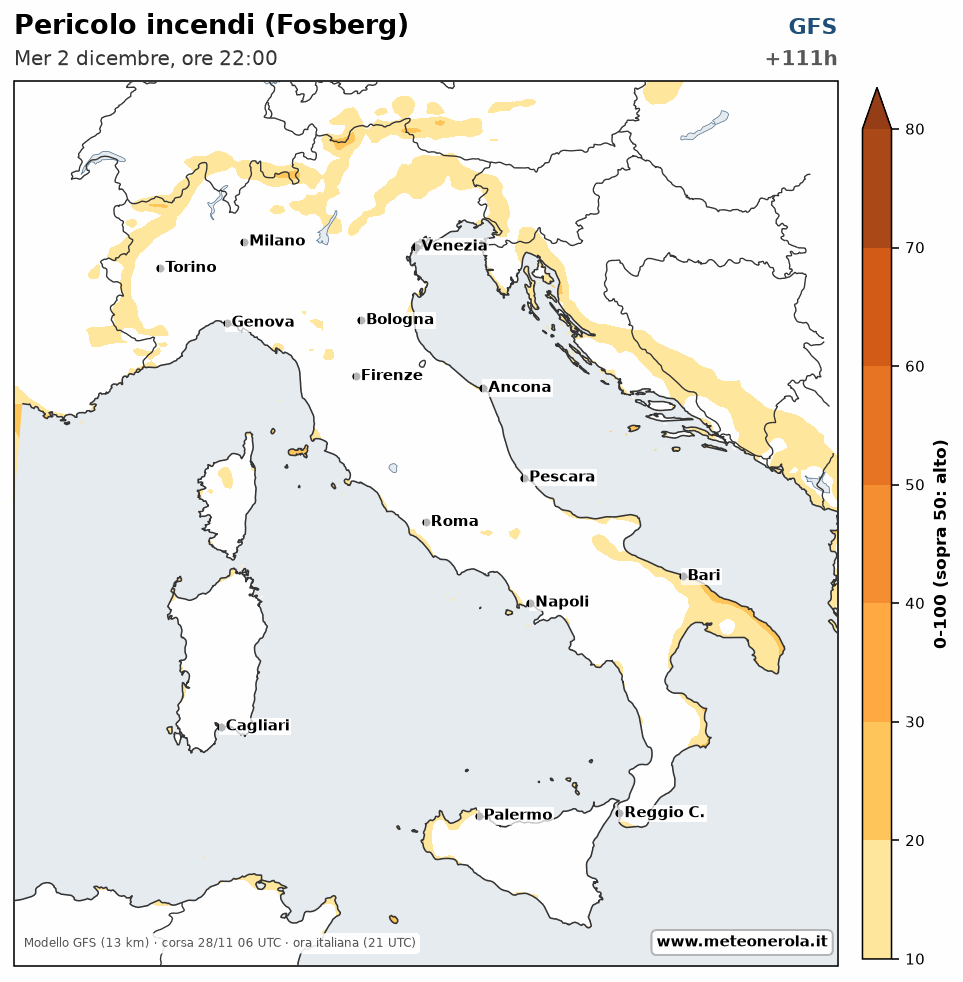 Pericolo incendi (Fosberg)
GFS
Mer 2 dicembre, ore 22:00
+111h
Milano
Venezia
Torino
Genova
Bologna
Firenze
Ancona
Pescara
Roma
Bari
Napoli
Cagliari
Palermo
Reggio C.
80
70
60
50
40
30
20
10
0-100 (sopra 50: alto)
Modello GFS (13 km) · corsa 28/11 06 UTC · ora italiana (21 UTC)
www.meteonerola.it